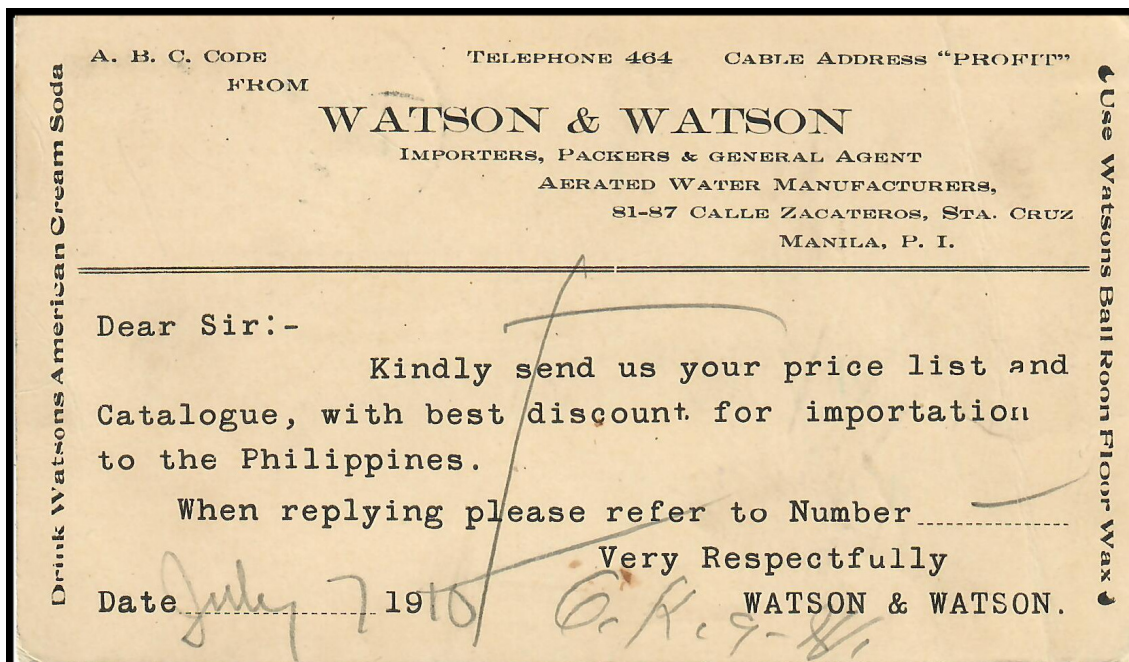 A. B. C. CODE TELEPHONE 464 CABLE ADDRESS "PROFIT"
FROM
WATSON & WATSON
IMPORTERS, PACKERS & GENERAL AGENT
AERATED WATER MANUFACTURERS,
81-87 CALLE ZACATEROS, STA. CRUZ
MANILA, P. I.
Drink Watsons American Cream Soda
Use Watsons Ball Roon Floor Wax
Dear Sir:-
Kindly send us your price list and
Catalogue, with best discount for importation
to the Philippines.
When replying please refer to Number
Very Respectfully
Date July 7 1910 WATSON & WATSON.